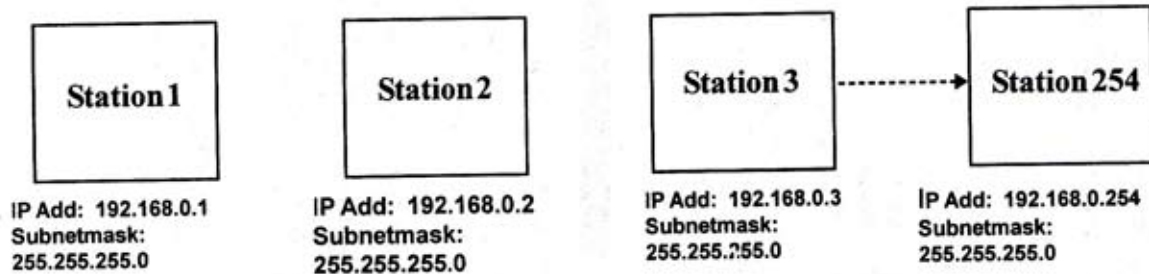 Station 1
Station 2
Station 3
Station 254
IP Add: 192.168.0.1
Subnetmask:
255.255.255.0
IP Add: 192.168.0.2
Subnetmask:
255.255.255.0
IP Add: 192.168.0.3
Subnetmask:
255.255.255.0
IP Add: 192.168.0.254
Subnetmask:
255.255.255.0